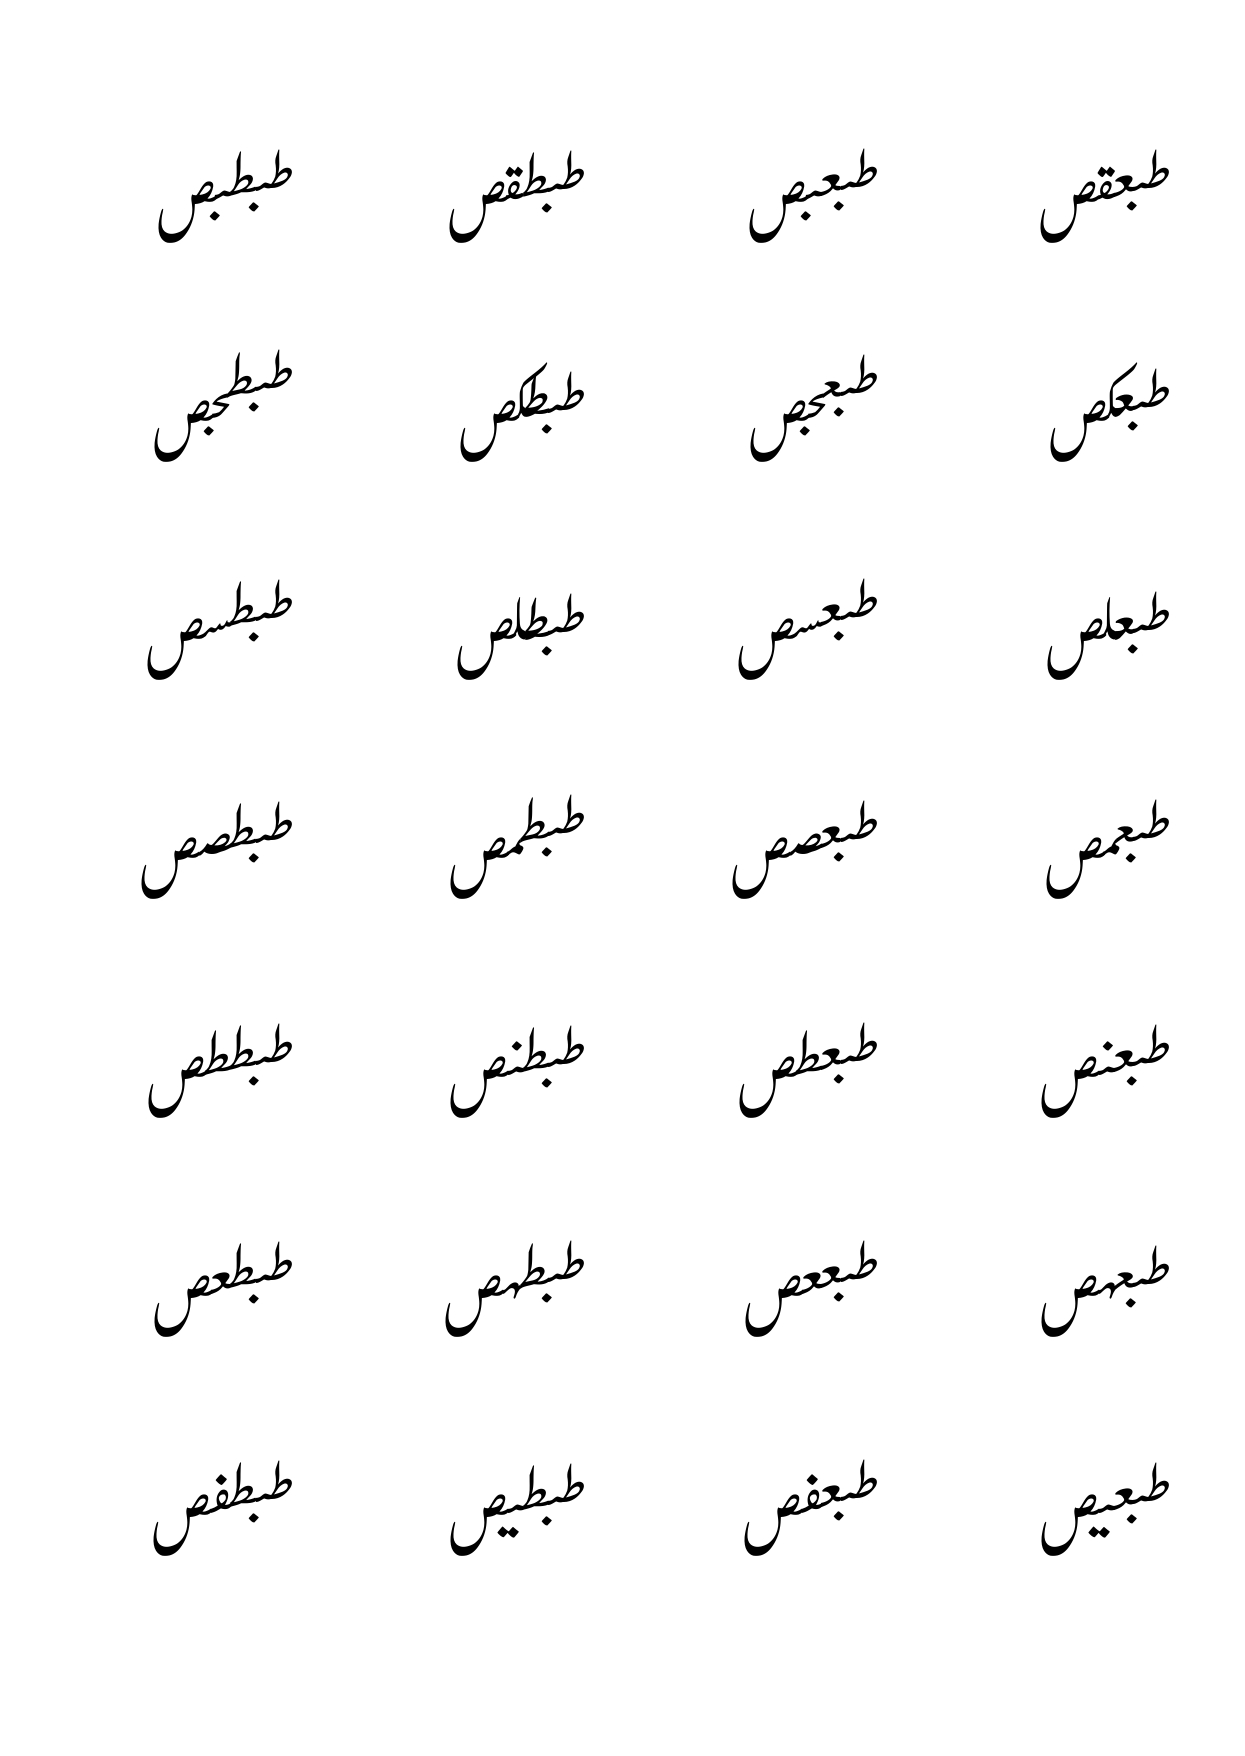 طبعقص طبعبص طبطقص طبطبص
طبعكص طبعجص طبطكص طبطجص
طبعلص طبعسص طبطلص طبطسص
طبعمص طبعصص طبطمص طبطصص
طبعنص طبعطص طبطنص طبططص
طبعهص طبععص طبطهص طبطعص
طبعيص طبعفص طبطيص طبطفص